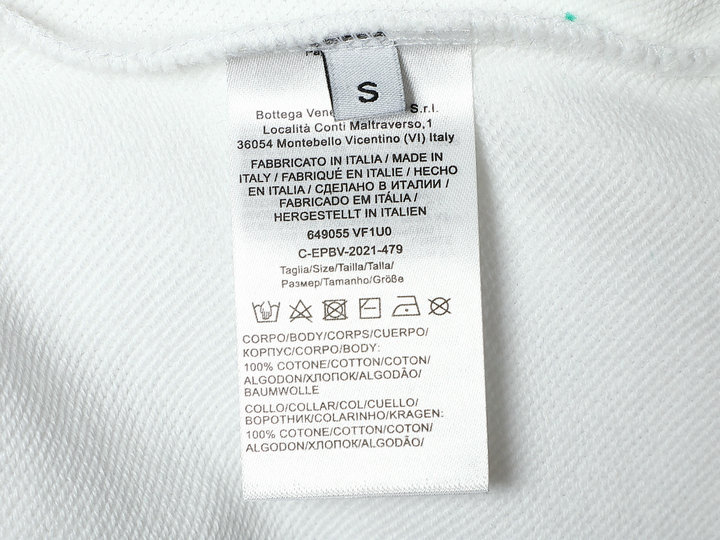 S
Bottega Vene S.r.l.
Località Conti Maltraverso,1
36054 Montebello Vicentino (VI) Italy
FABBRICATO IN ITALIA / MADE IN
ITALY / FABRIQUÉ EN ITALIE / HECHO
EN ITALIA / СДЕЛАНО В ИТАЛИИ /
FABRICADO EM ITÁLIA /
HERGESTELLT IN ITALIEN
649055 VF1U0
C-EPBV-2021-479
Taglia/Size/Tailla/Talla/
Размер/Tamanho/Größe
CORPO/BODY/CORPS/CUERPO/
КОРПУС/CORPO/BODY:
100% COTONE/COTTON/COTON/
ALGODON/ХЛОПОК/ALGODÃO/
BAUMWOLLE
COLLO/COLLAR/COL/CUELLO/
ВОРОТНИК/COLARINHO/KRAGEN:
100% COTONE/COTTON/COTON/
ALGODON/ХЛОПОК/ALGODÃO/